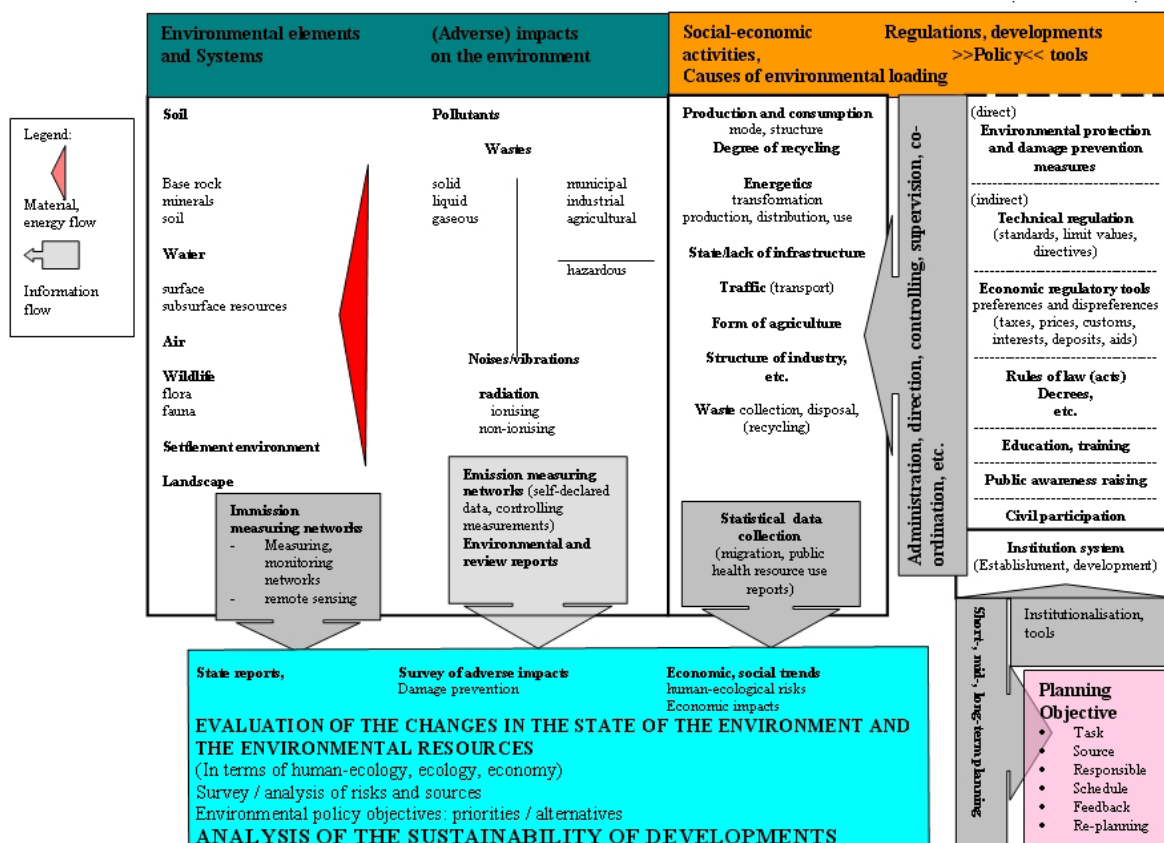 Environmental elements
and Systems
(Adverse) impacts
on the environment
Social-economic
activities,
Causes of environmental loading
Regulations, developments
>>Policy<< tools
Legend:
Material,
energy flow
Information
flow
Soil
Base rock
minerals
soil
Water
surface
subsurface resources
Air
Wildlife
flora
fauna
Settlement environment
Landscape
Immission
measuring networks
- Measuring,
monitoring
networks
- remote sensing
Pollutants
Wastes
solid
liquid
gaseous
municipal
industrial
agricultural
hazardous
Noises/vibrations
radiation
ionising
non-ionising
Emission measuring
networks (self-declared
data, controlling
measurements)
Environmental and
review reports
Production and consumption
mode, structure
Degree of recycling
Energetics
transformation
production, distribution, use
State/lack of infrastructure
Traffic (transport)
Form of agriculture
Structure of industry,
etc.
Waste collection, disposal,
(recycling)
Statistical data
collection
(migration, public
health resource use
reports)
Administration, direction, controlling, supervision, co-
ordination, etc.
(direct)
Environmental protection
and damage prevention
measures
(indirect)
Technical regulation
(standards, limit values,
directives)
Economic regulatory tools
preferences and dispreferences
(taxes, prices, customs,
interests, deposits, aids)
Rules of law (acts)
Decrees,
etc.
Education, training
Public awareness raising
Civil participation
Institution system
(Establishment, development)
Short-, mid-, long-term planning
Institutionalisation,
tools
Planning
Objective
• Task
• Source
• Responsible
• Schedule
• Feedback
• Re-planning
State reports,
Survey of adverse impacts
Damage prevention
Economic, social trends
human-ecological risks
Economic impacts
EVALUATION OF THE CHANGES IN THE STATE OF THE ENVIRONMENT AND
THE ENVIRONMENTAL RESOURCES
(In terms of human-ecology, ecology, economy)
Survey / analysis of risks and sources
Environmental policy objectives: priorities / alternatives
ANALYSIS OF THE SUSTAINABILITY OF DEVELOPMENTS